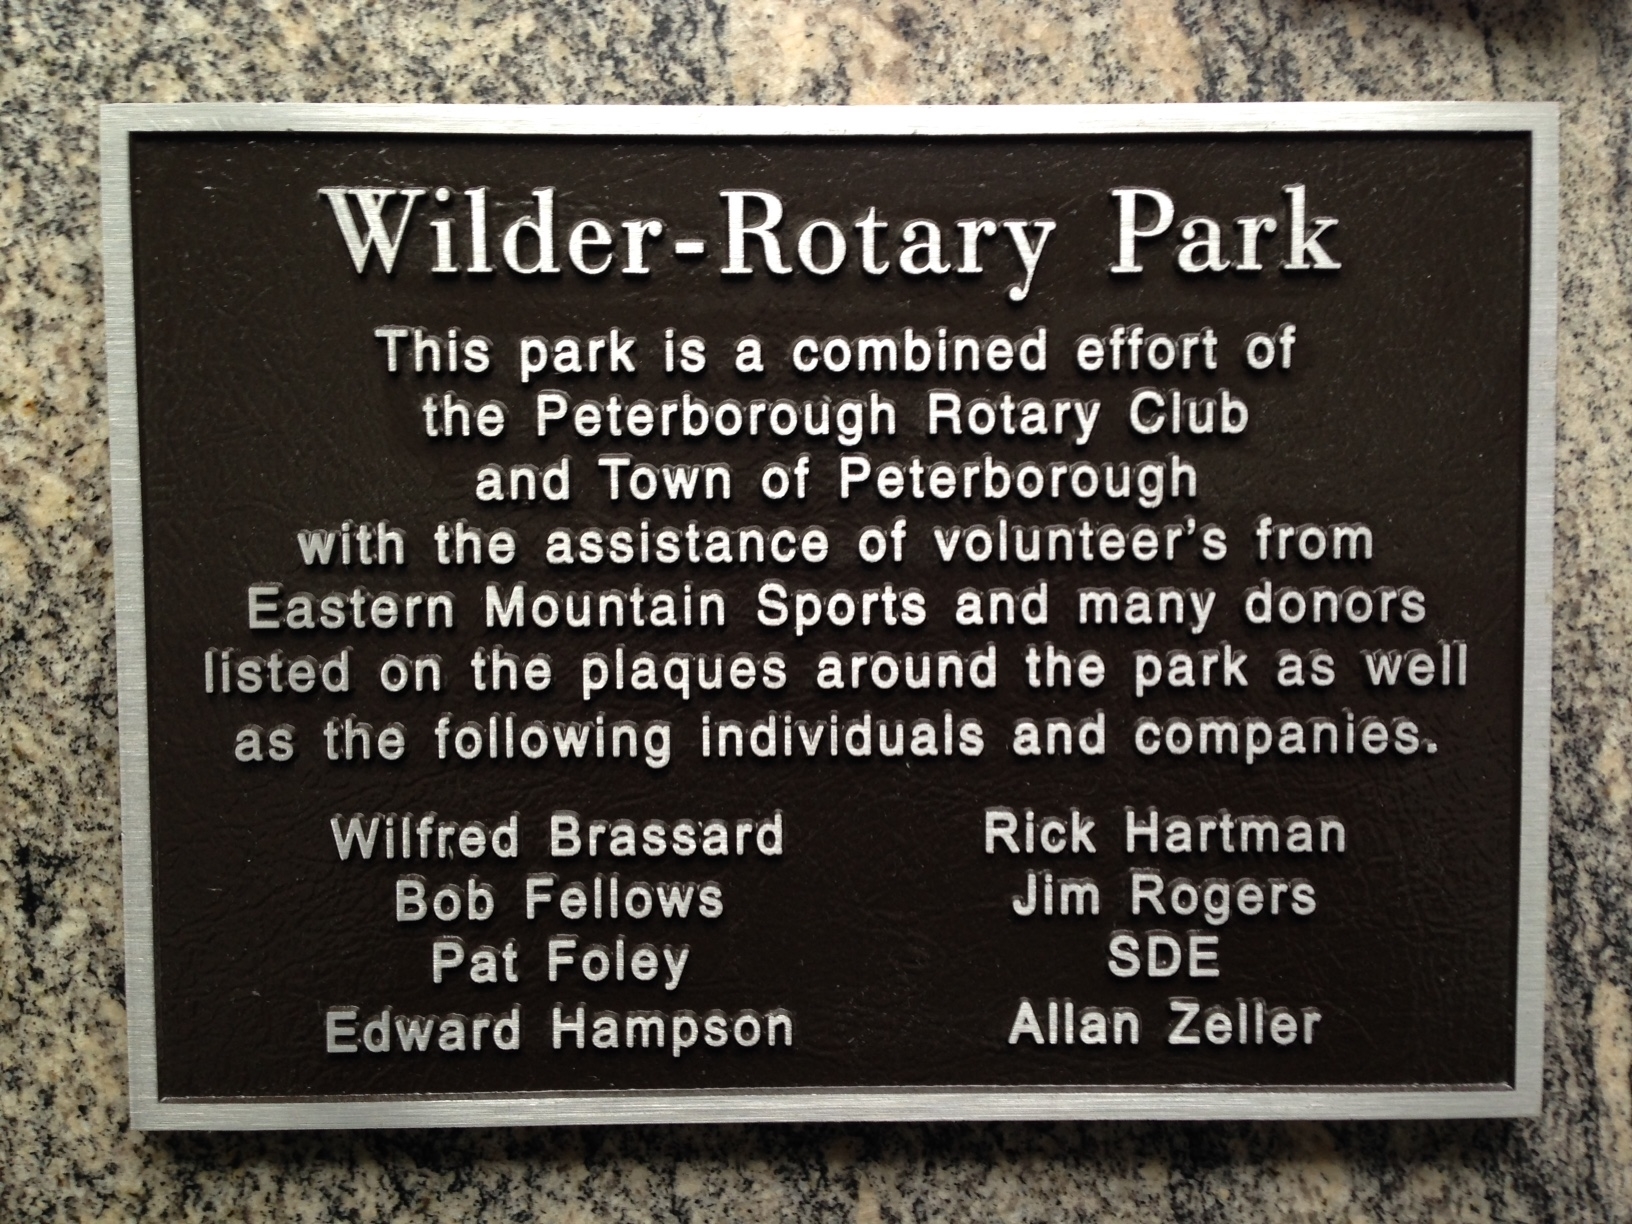 Wilder-Rotary Park
This park is a combined effort of
the Peterborough Rotary Club
and Town of Peterborough
with the assistance of volunteer's from
Eastern Mountain Sports and many donors
listed on the plaques around the park as well
as the following individuals and companies.
Wilfred Brassard
Bob Fellows
Pat Foley
Edward Hampson
Rick Hartman
Jim Rogers
SDE
Allan Zeller